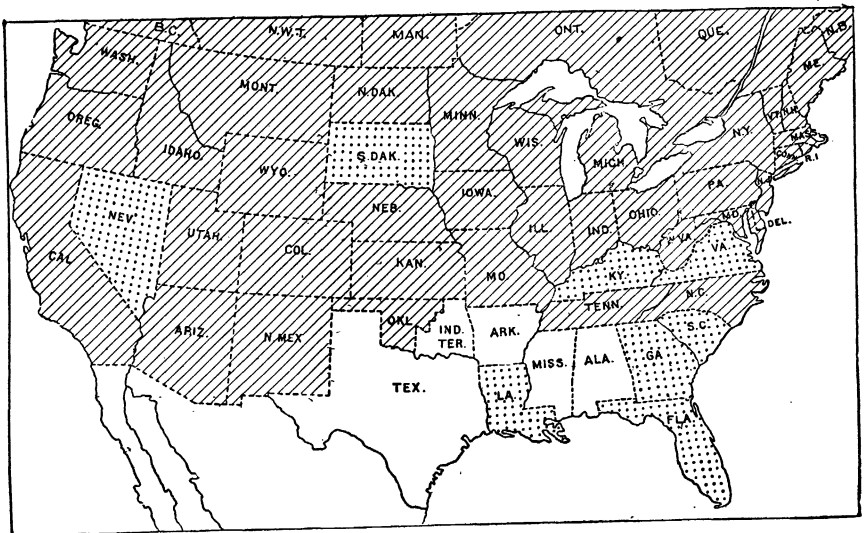 B.C.
N.W.T.
MAN.
ONT.
QUE.
N.B.
WASH.
MONT.
N.DAK.
MINN.
ME.
OREG.
IDAHO.
S.DAK.
WIS.
MICH
N.Y.
VT.
N.H.
MASS.
CONN.
R.I
WYO.
IOWA.
PA.
N.J.
NEV.
NEB.
ILL.
IND.
OHIO.
MD.
DEL.
UTAH.
COL.
VA.
VA.
CAL
KAN.
MO.
KY.
TENN.
N.C.
ARIZ.
N.MEX
OKL.
IND.
TER.
ARK.
S.C.
MISS.
ALA.
GA
TEX.
LA.
FLA